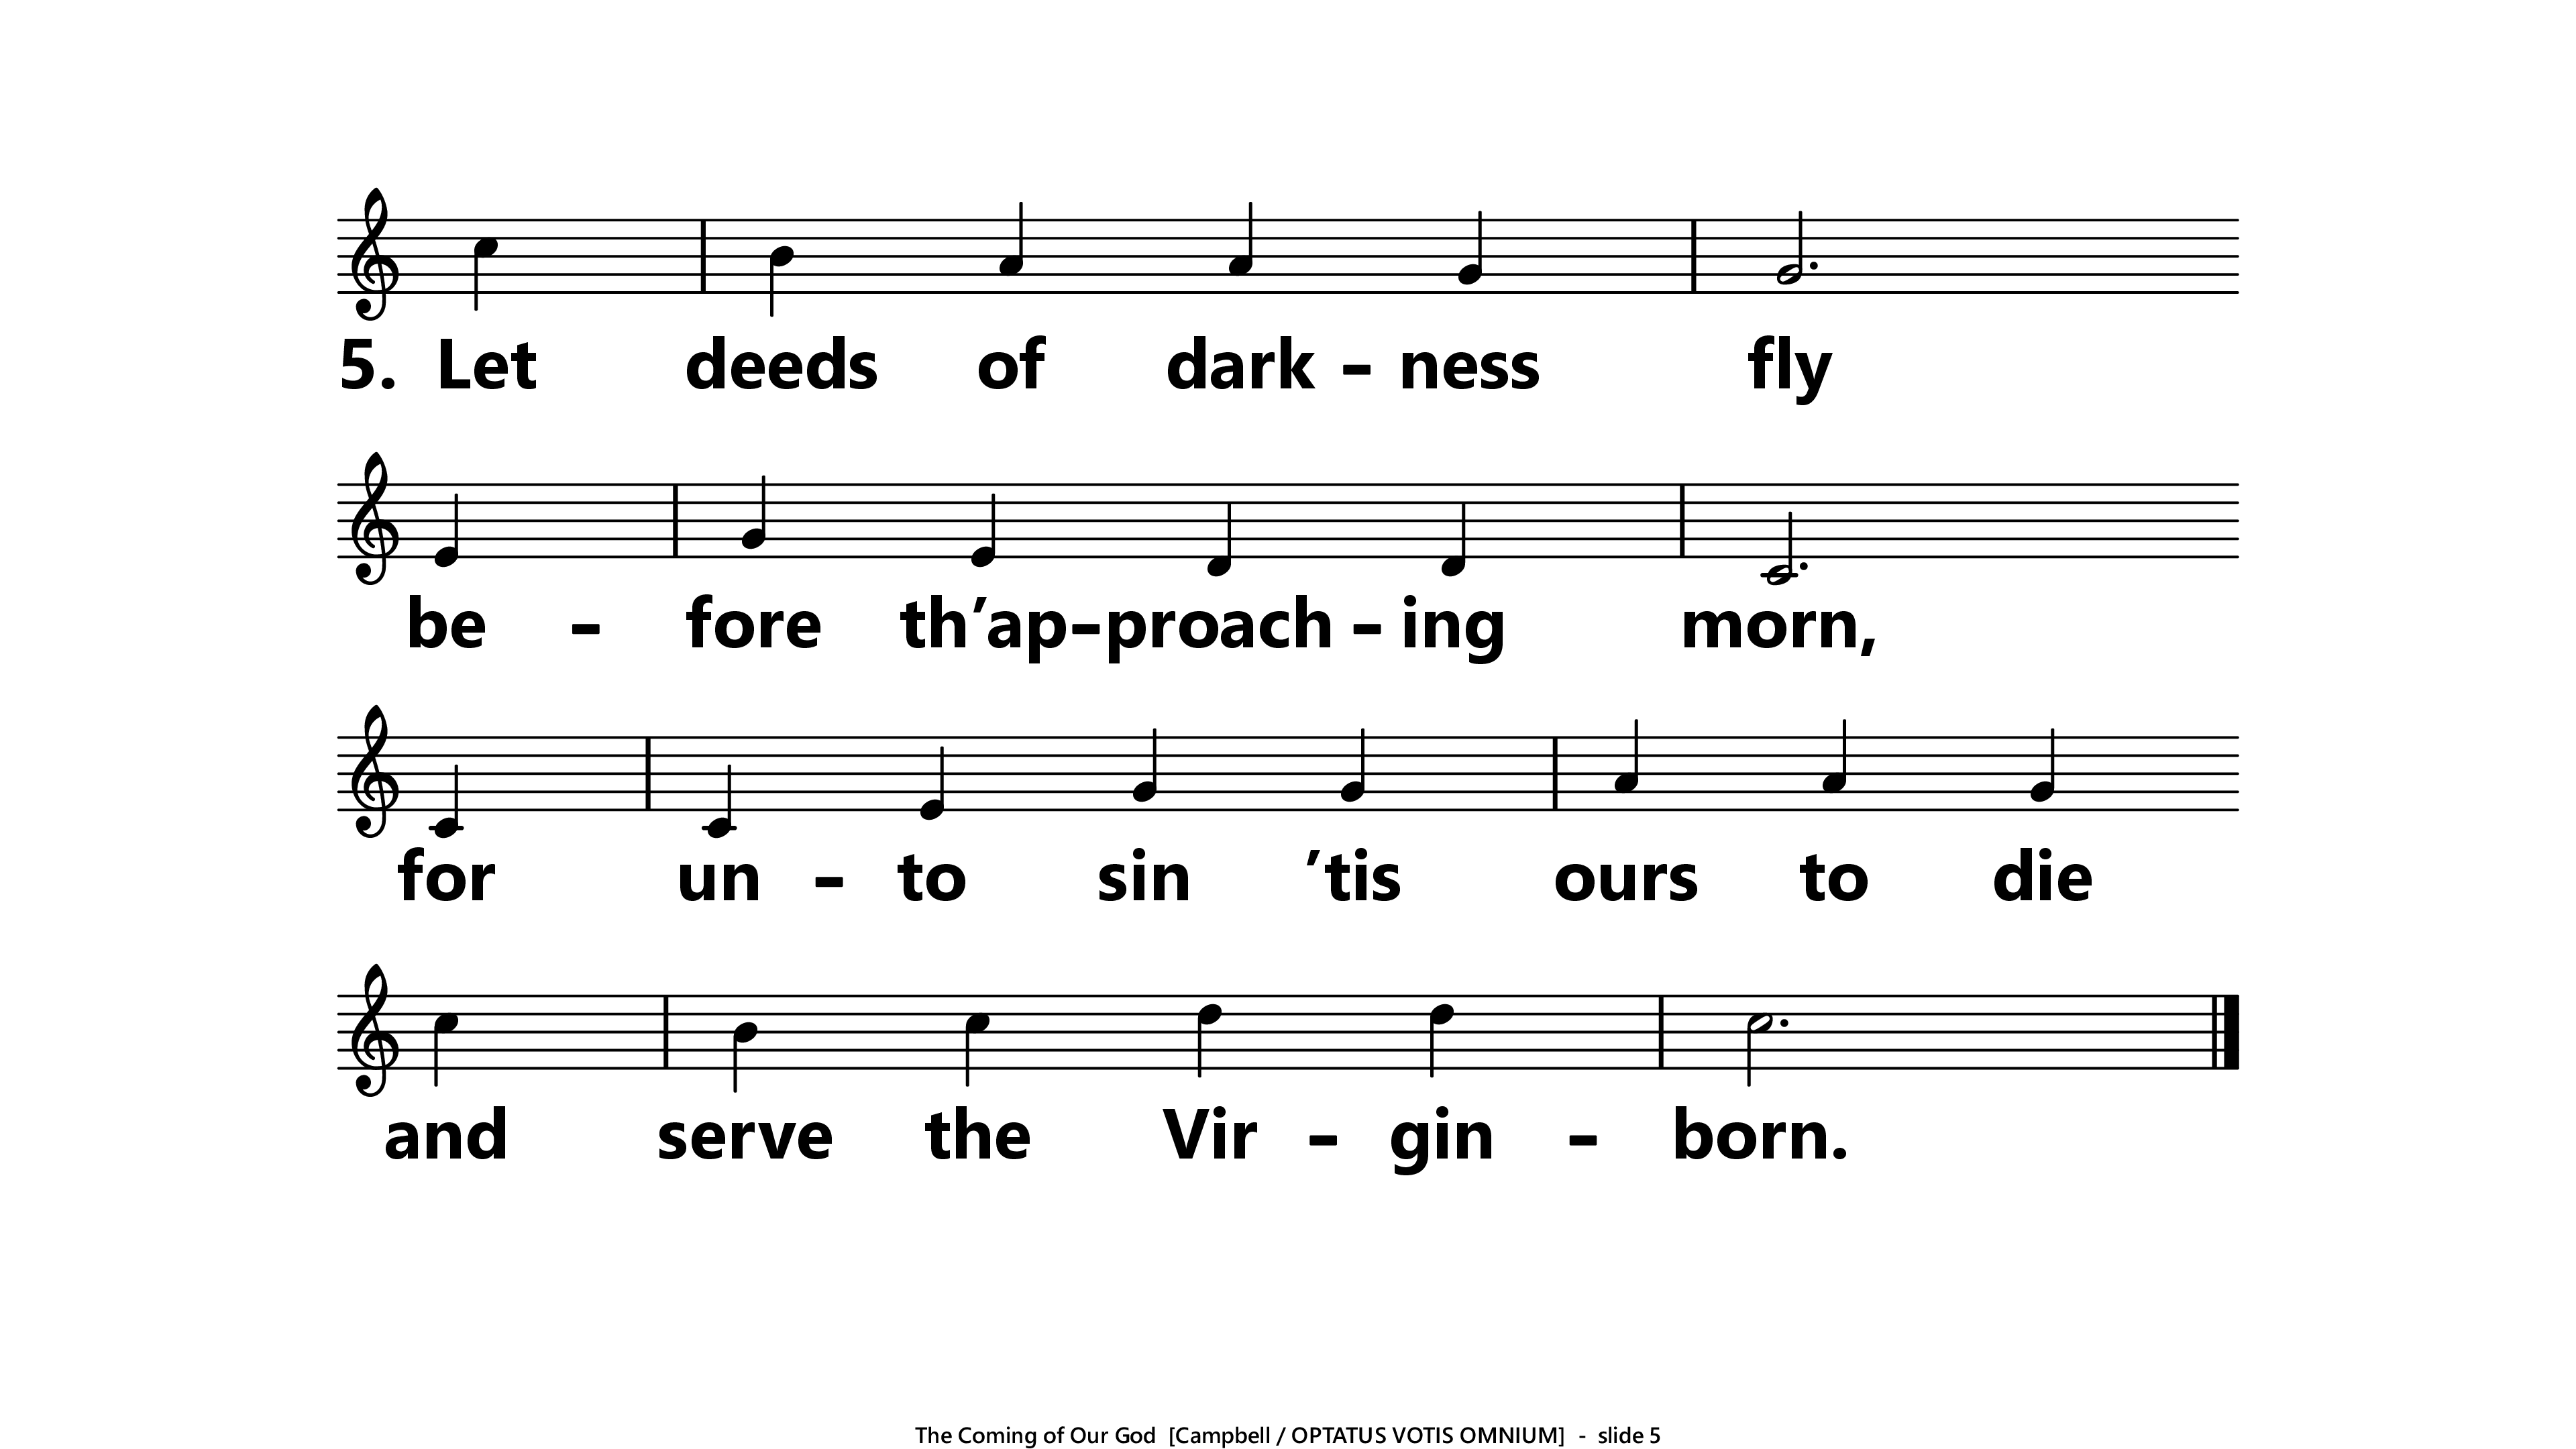 5. Let deeds of dark - ness fly
be - fore th’ap-proach - ing morn,
for un - to sin ’tis ours to die
and serve the Vir - gin - born.
The Coming of Our God [Campbell / OPTATUS VOTIS OMNIUM] - slide 5